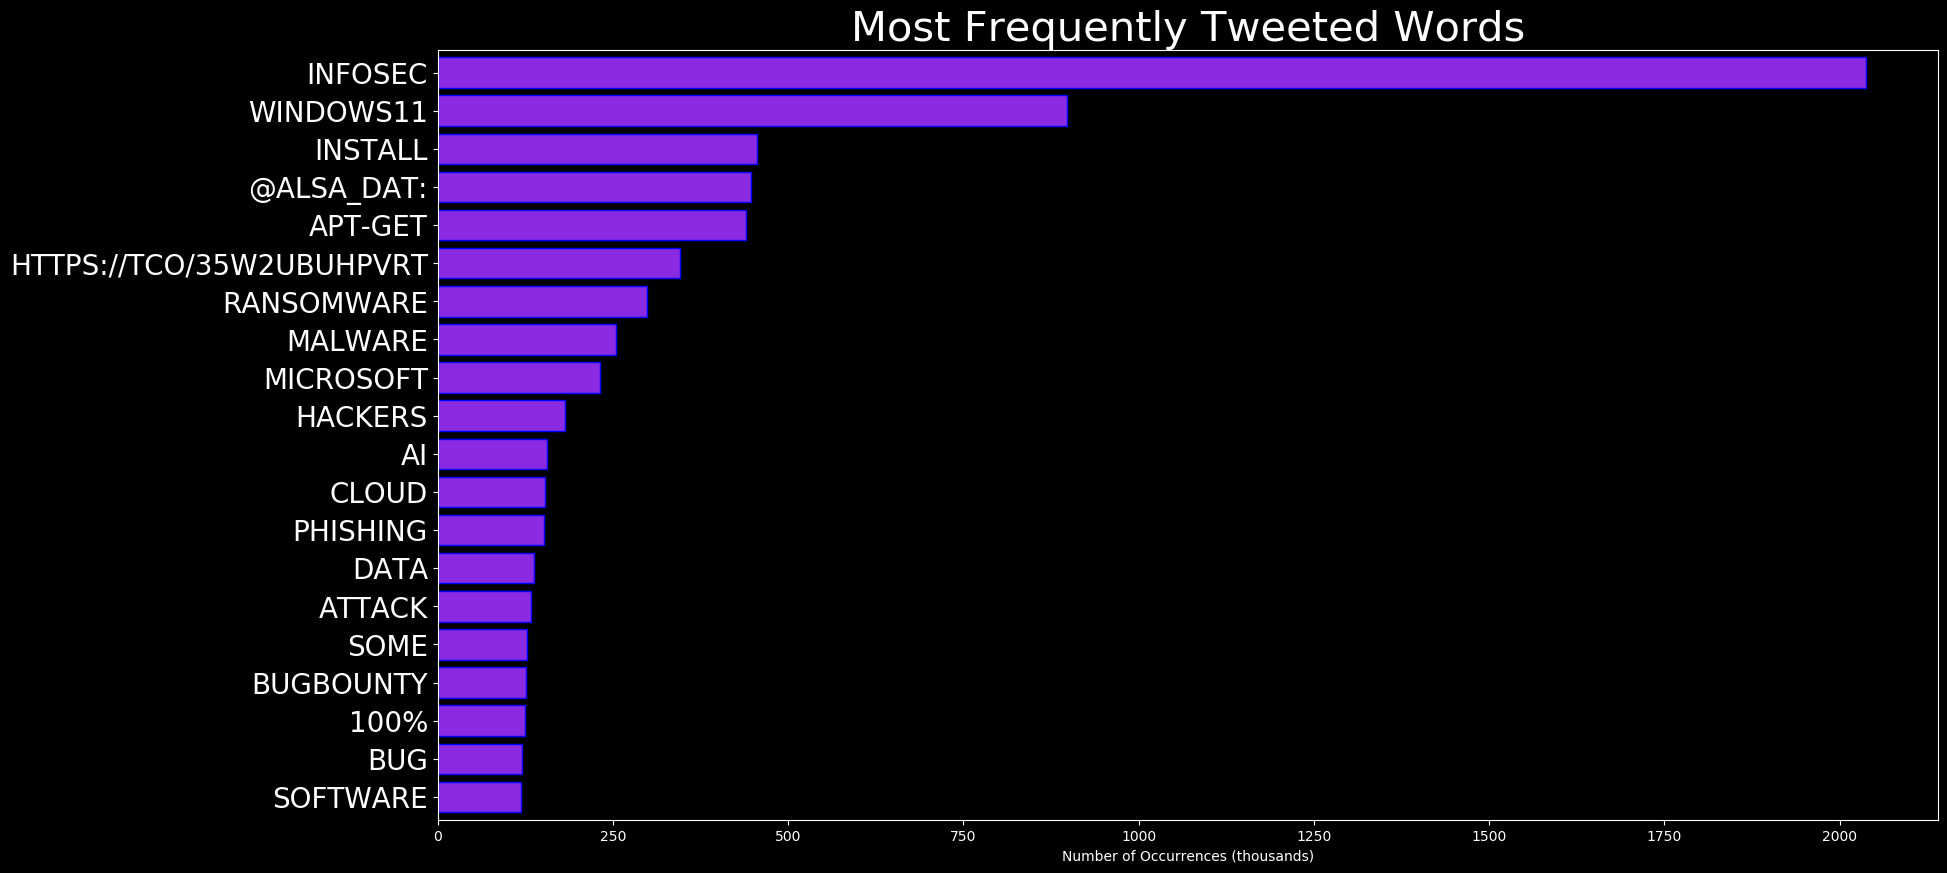 Most Frequently Tweeted Words
INFOSEC
WINDOWS11
INSTALL
@ALSA_DAT:
APT-GET
HTTPS://TCO/35W2UBUHPVRT
RANSOMWARE
MALWARE
MICROSOFT
HACKERS
AI
CLOUD
PHISHING
DATA
ATTACK
SOME
BUGBOUNTY
100%
BUG
SOFTWARE
0 250 500 750 1000 1250 1500 1750 2000
Number of Occurrences (thousands)